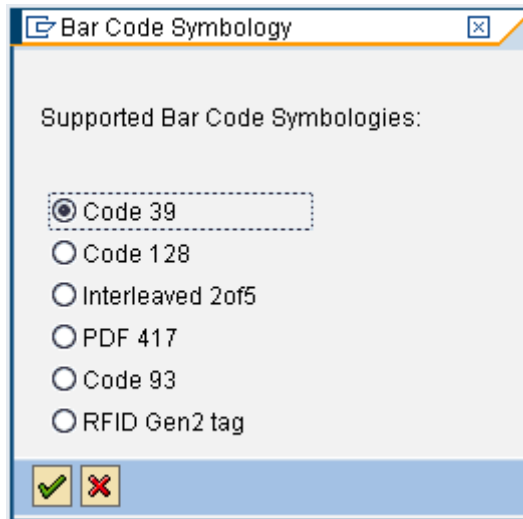 Bar Code Symbology
Supported Bar Code Symbologies:
Code 39
Code 128
Interleaved 2of5
PDF 417
Code 93
RFID Gen2 tag